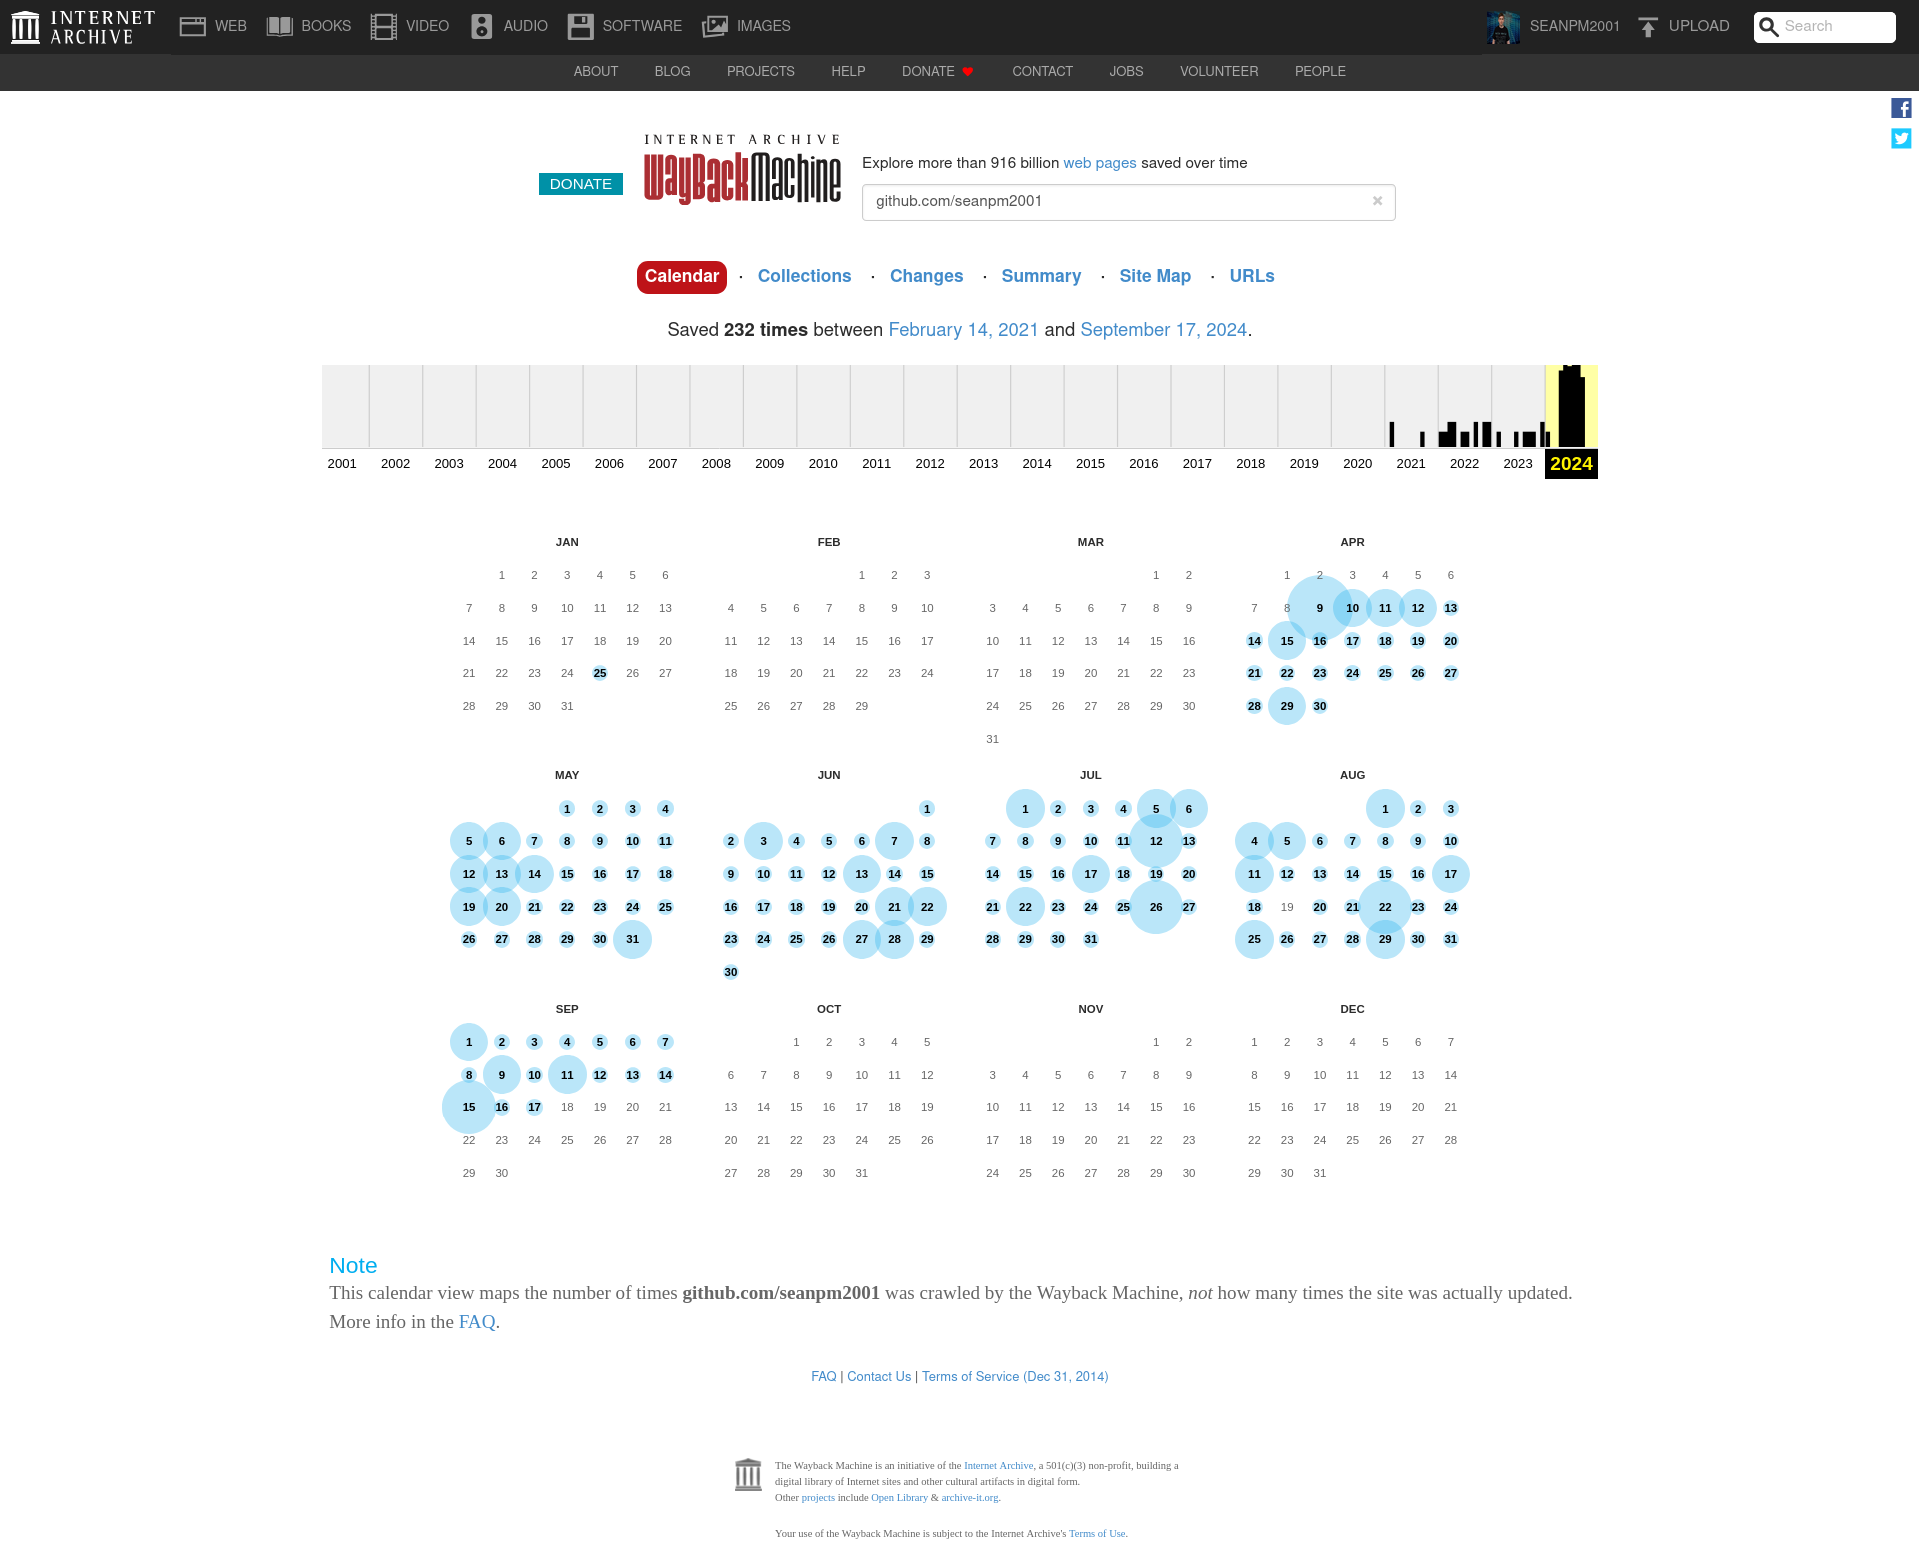 INTERNET ARCHIVE
WEB BOOKS VIDEO AUDIO SOFTWARE IMAGES SEANPM2001 UPLOAD Search
ABOUT BLOG PROJECTS HELP DONATE CONTACT JOBS VOLUNTEER PEOPLE
INTERNET ARCHIVE
WayBackMachine
DONATE
Explore more than 916 billion web pages saved over time
github.com/seanpm2001 ×
Calendar · Collections · Changes · Summary · Site Map · URLs
Saved 232 times between February 14, 2021 and September 17, 2024.
2001 2002 2003 2004 2005 2006 2007 2008 2009 2010 2011 2012 2013 2014 2015 2016 2017 2018 2019 2020 2021 2022 2023 2024
JAN
1 2 3 4 5 6
7 8 9 10 11 12 13
14 15 16 17 18 19 20
21 22 23 24 25 26 27
28 29 30 31
FEB
1 2 3
4 5 6 7 8 9 10
11 12 13 14 15 16 17
18 19 20 21 22 23 24
25 26 27 28 29
MAR
1 2
3 4 5 6 7 8 9
10 11 12 13 14 15 16
17 18 19 20 21 22 23
24 25 26 27 28 29 30
31
APR
1 2 3 4 5 6
7 8 9 10 11 12 13
14 15 16 17 18 19 20
21 22 23 24 25 26 27
28 29 30
MAY
1 2 3 4
5 6 7 8 9 10 11
12 13 14 15 16 17 18
19 20 21 22 23 24 25
26 27 28 29 30 31
JUN
1
2 3 4 5 6 7 8
9 10 11 12 13 14 15
16 17 18 19 20 21 22
23 24 25 26 27 28 29
30
JUL
1 2 3 4 5 6
7 8 9 10 11 12 13
14 15 16 17 18 19 20
21 22 23 24 25 26 27
28 29 30 31
AUG
1 2 3
4 5 6 7 8 9 10
11 12 13 14 15 16 17
18 19 20 21 22 23 24
25 26 27 28 29 30 31
SEP
1 2 3 4 5 6 7
8 9 10 11 12 13 14
15 16 17 18 19 20 21
22 23 24 25 26 27 28
29 30
OCT
1 2 3 4 5
6 7 8 9 10 11 12
13 14 15 16 17 18 19
20 21 22 23 24 25 26
27 28 29 30 31
NOV
1 2
3 4 5 6 7 8 9
10 11 12 13 14 15 16
17 18 19 20 21 22 23
24 25 26 27 28 29 30
DEC
1 2 3 4 5 6 7
8 9 10 11 12 13 14
15 16 17 18 19 20 21
22 23 24 25 26 27 28
29 30 31
Note
This calendar view maps the number of times github.com/seanpm2001 was crawled by the Wayback Machine, not how many times the site was actually updated.
More info in the FAQ.
FAQ | Contact Us | Terms of Service (Dec 31, 2014)
The Wayback Machine is an initiative of the Internet Archive, a 501(c)(3) non-profit, building a
digital library of Internet sites and other cultural artifacts in digital form.
Other projects include Open Library & archive-it.org.
Your use of the Wayback Machine is subject to the Internet Archive's Terms of Use.